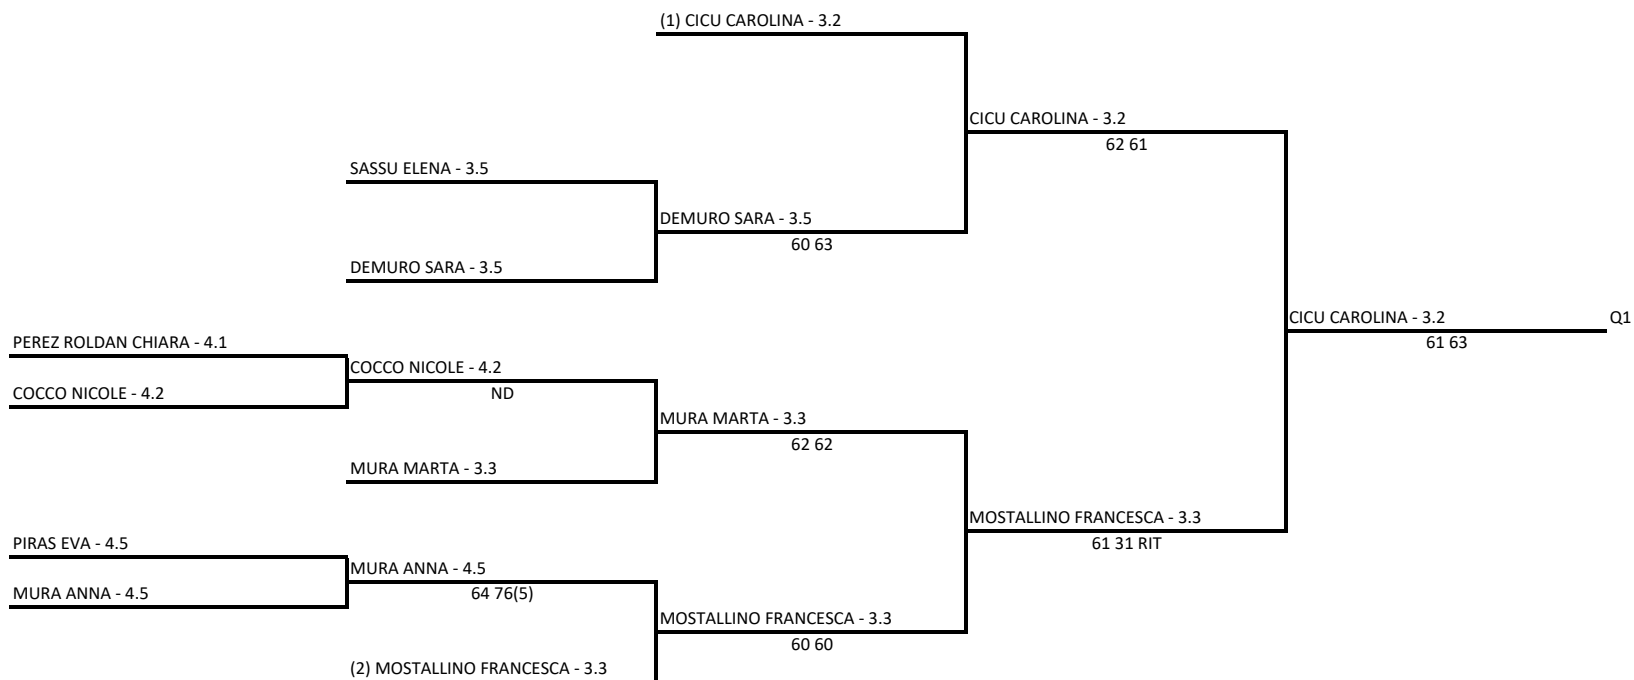 (1) CICU CAROLINA - 3.2
CICU CAROLINA - 3.2
62 61
SASSU ELENA - 3.5
DEMURO SARA - 3.5
60 63
DEMURO SARA - 3.5
CICU CAROLINA - 3.2
Q1
61 63
PEREZ ROLDAN CHIARA - 4.1
COCCO NICOLE - 4.2
ND
COCCO NICOLE - 4.2
MURA MARTA - 3.3
62 62
MURA MARTA - 3.3
MOSTALLINO FRANCESCA - 3.3
61 31 RIT
PIRAS EVA - 4.5
MURA ANNA - 4.5
64 76(5)
MURA ANNA - 4.5
MOSTALLINO FRANCESCA - 3.3
60 60
(2) MOSTALLINO FRANCESCA - 3.3